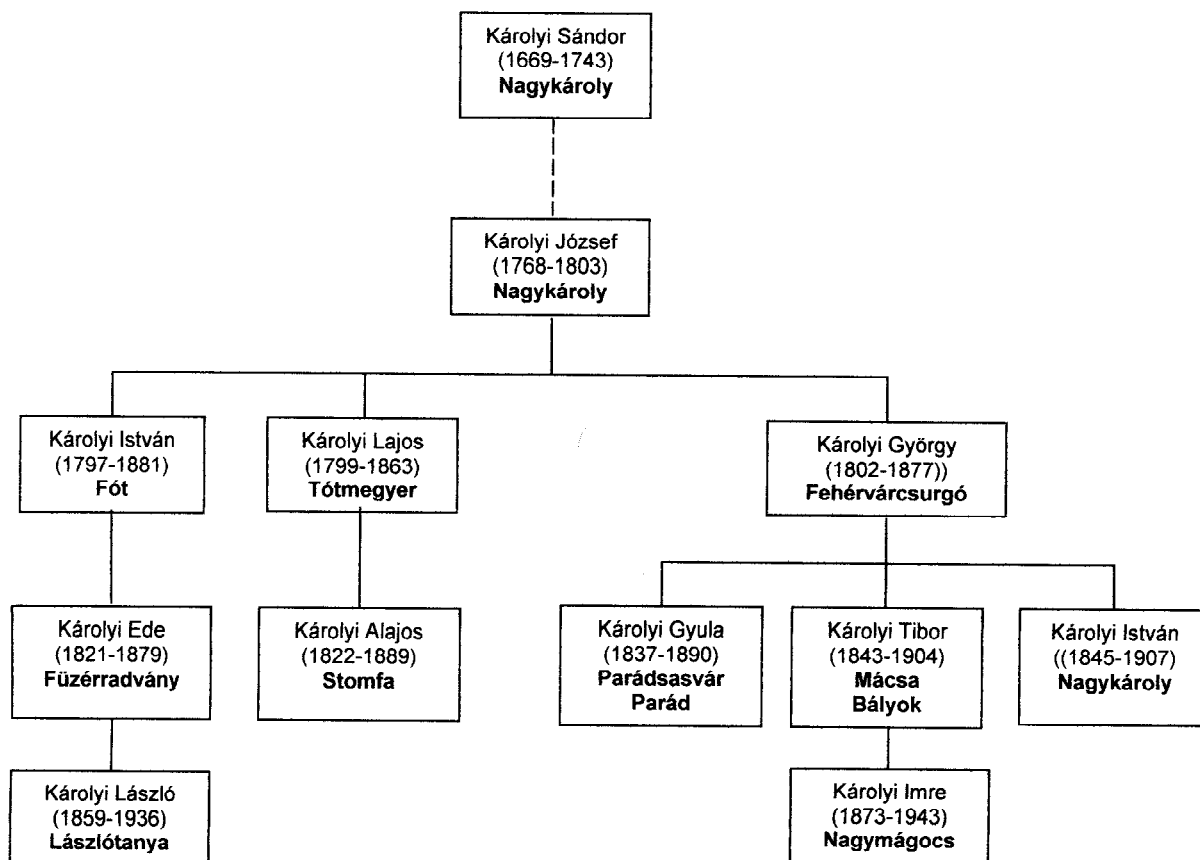 Károlyi Sándor
(1669-1743)
Nagykároly
Károlyi József
(1768-1803)
Nagykároly
Károlyi István
(1797-1881)
Fót
Károlyi Lajos
(1799-1863)
Tótmegyer
Károlyi György
(1802-1877))
Fehérvárcsurgó
Károlyi Ede
(1821-1879)
Füzérradvány
Károlyi Alajos
(1822-1889)
Stomfa
Károlyi Gyula
(1837-1890)
Parádsasvár
Parád
Károlyi Tibor
(1843-1904)
Mácsa
Bályok
Károlyi István
((1845-1907)
Nagykároly
Károlyi László
(1859-1936)
Lászlótanya
Károlyi Imre
(1873-1943)
Nagymágocs